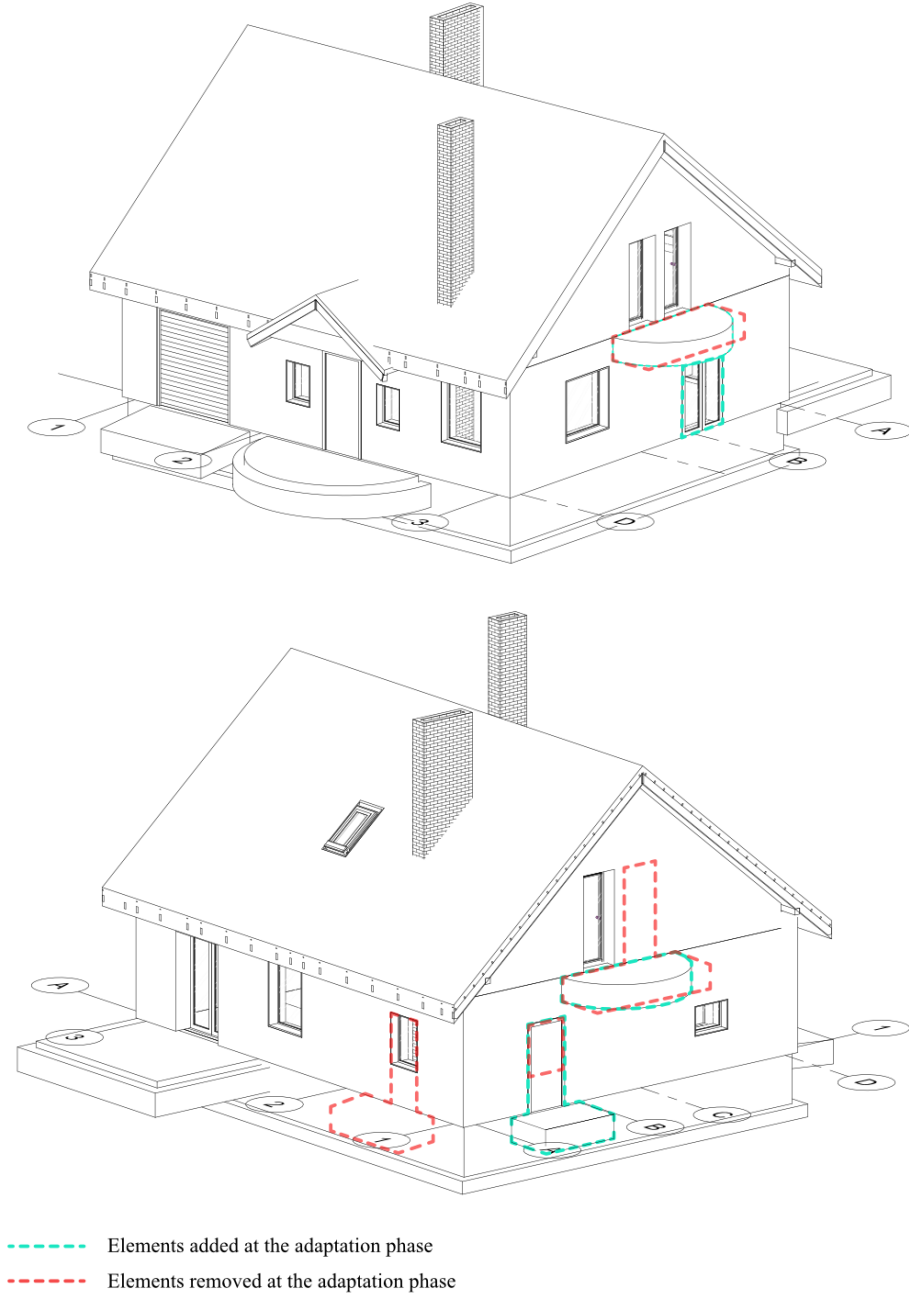 A
1
B
2
3
D
A
1
3
D
2
C
B
1
A
Elements added at the adaptation phase
Elements removed at the adaptation phase